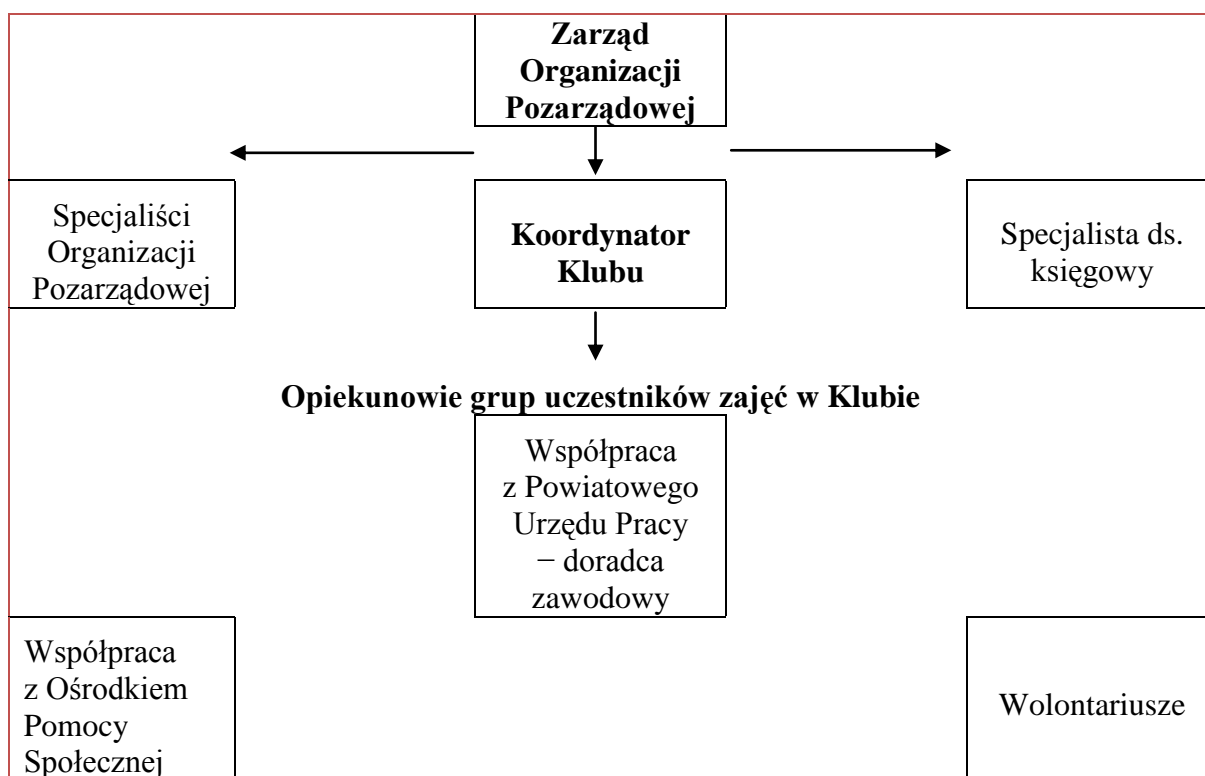 Zarząd
Organizacji
Pozarządowej
Specjaliści
Organizacji
Pozarządowej
Koordynator
Klubu
Specjalista ds.
księgowy
Opiekunowie grup uczestników zajęć w Klubie
Współpraca
z Powiatowego
Urzędu Pracy
− doradca
zawodowy
Współpraca
z Ośrodkiem
Pomocy
Społecznej
Wolontariusze